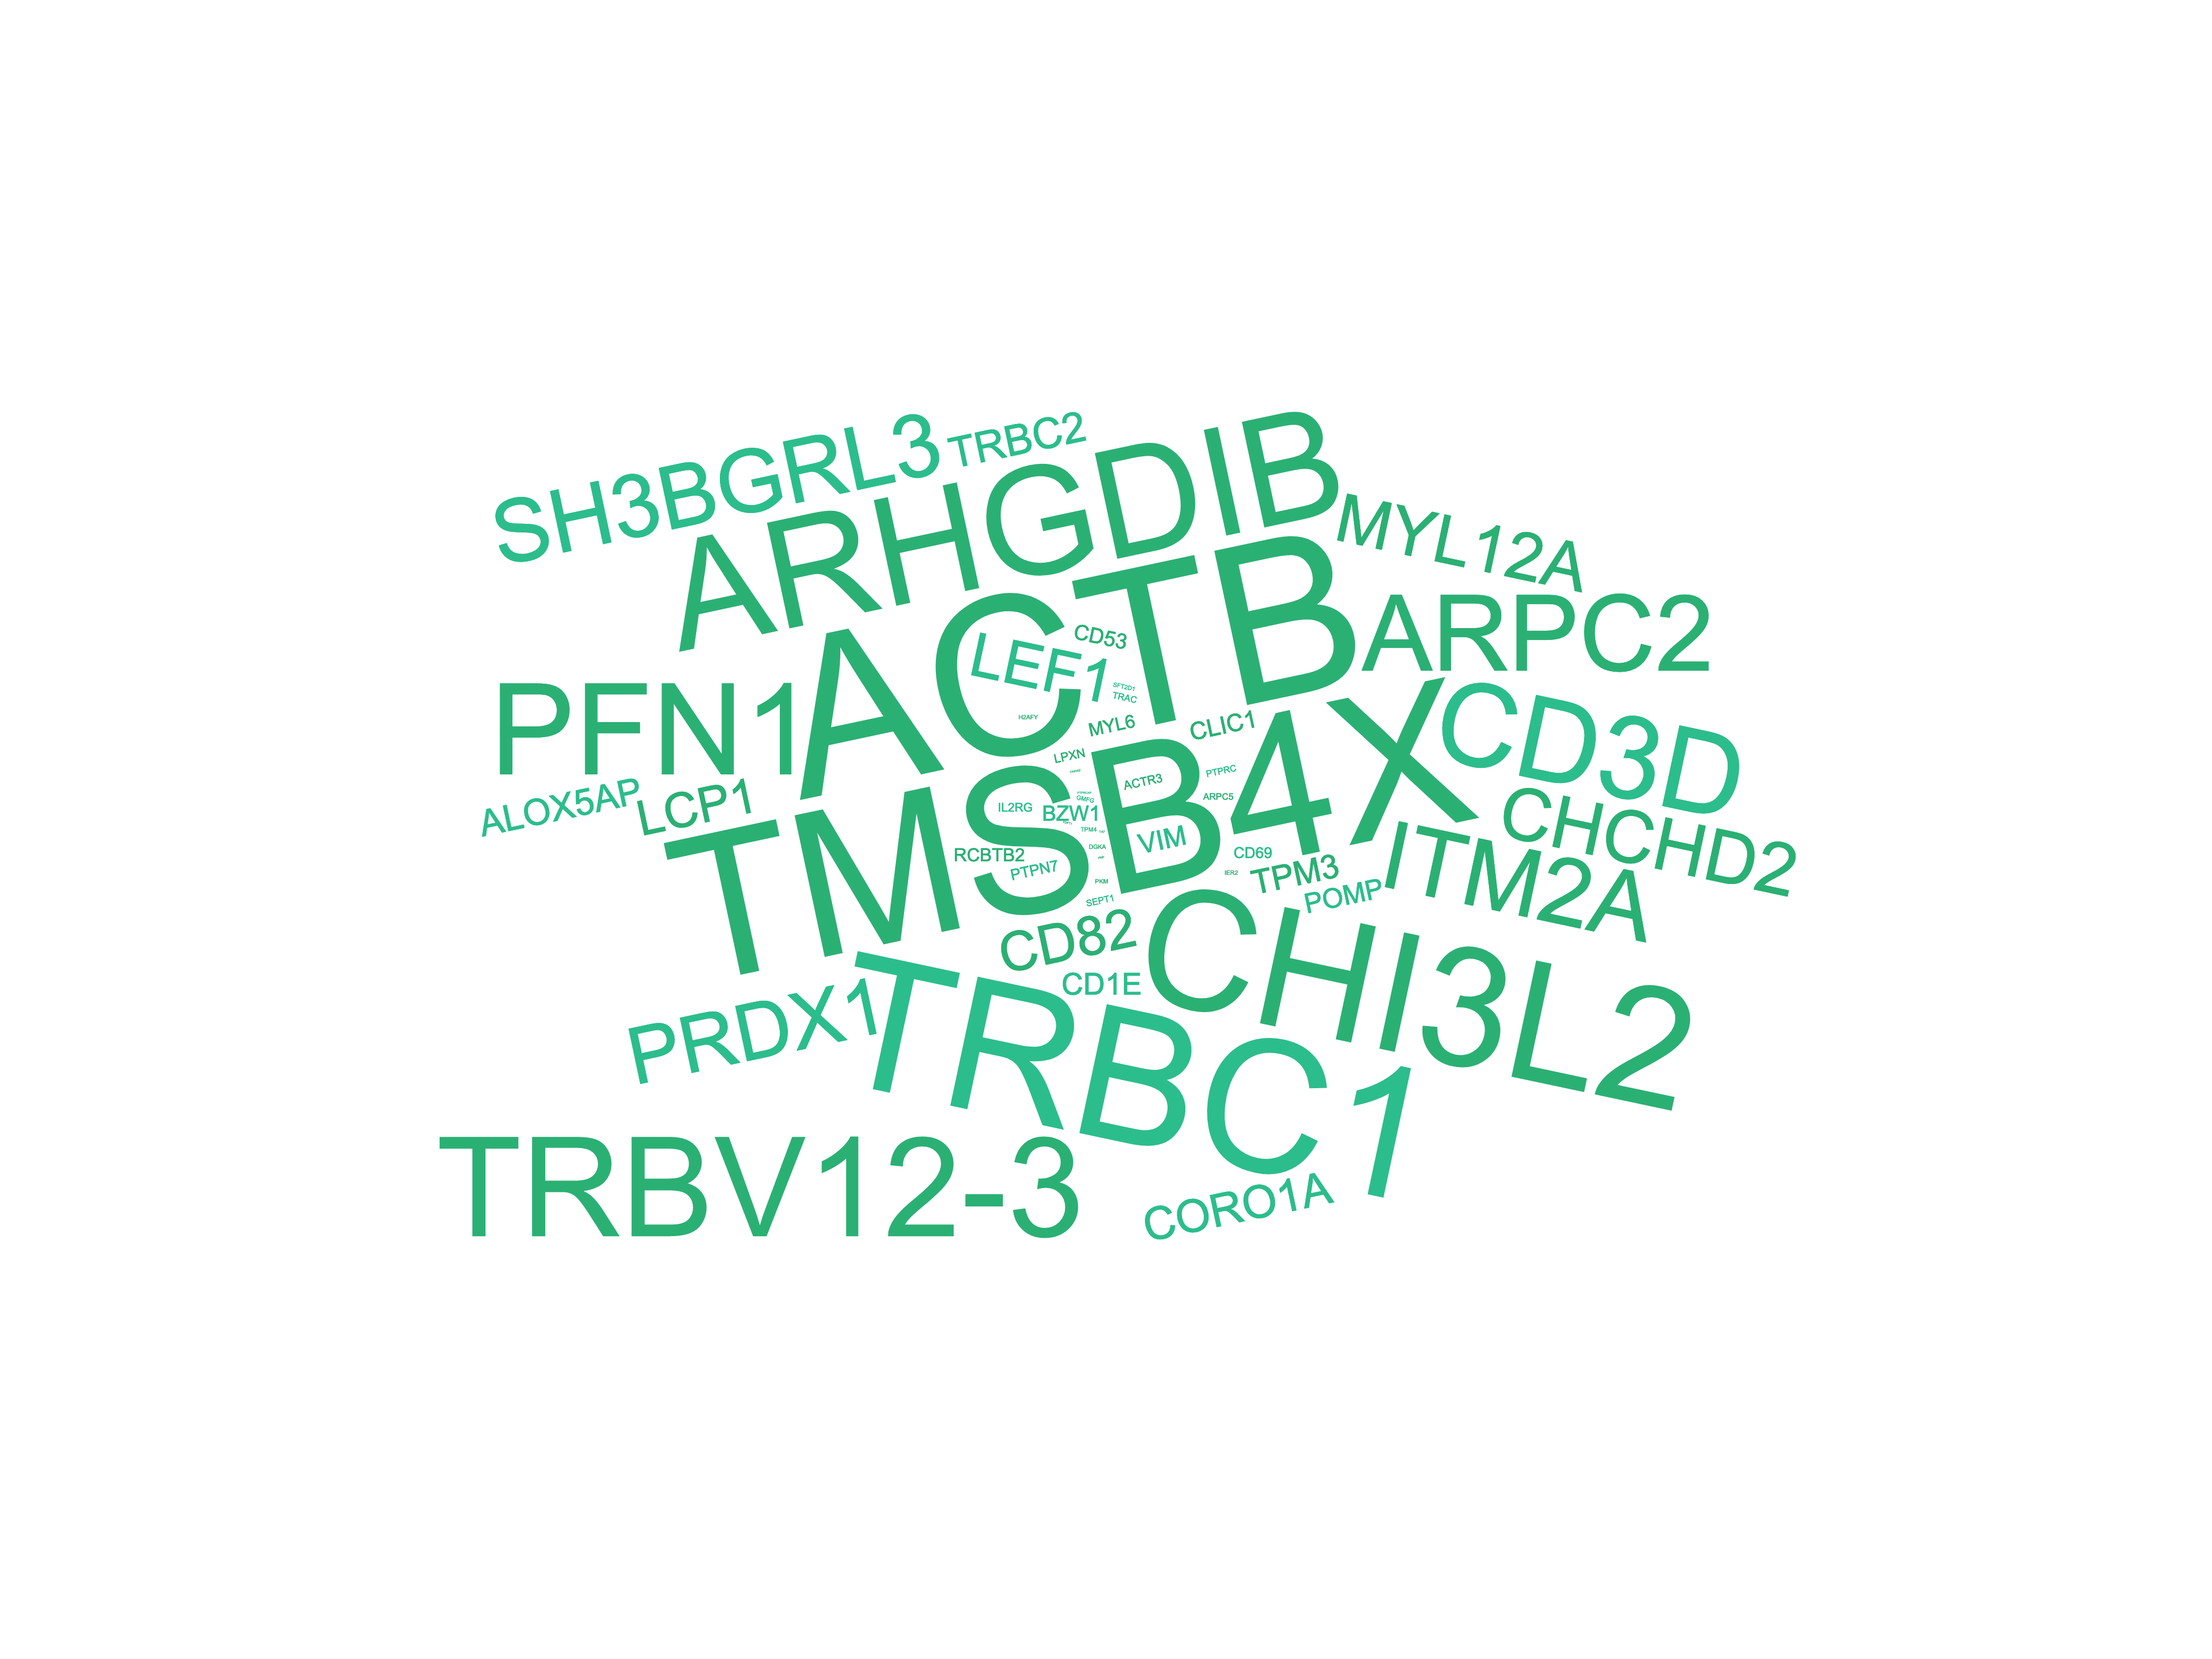 SH3BGRL3
TRBC2
ARHGDIB
MYL12A
ARPC2
ACTB
LEF1
CD53
SFT2D1
TRAC
H2AFY
PFN1
MYL6
CLIC1
CD3D
LPXN
ALOX5AP
LCP1
TMSB4X
ACTR3
PTPRC
GMFG
ARPC5
IL2RG
BZW1
TPM4
VIM
DGKA
RCBTB2
PTPN7
CD69
IER2
TPM3
POMP
PKM
SEPT1
CHCHD2
ITM2A
CD82
CD1E
CHI3L2
PRDX1
TRBC1
TRBV12-3
CORO1A